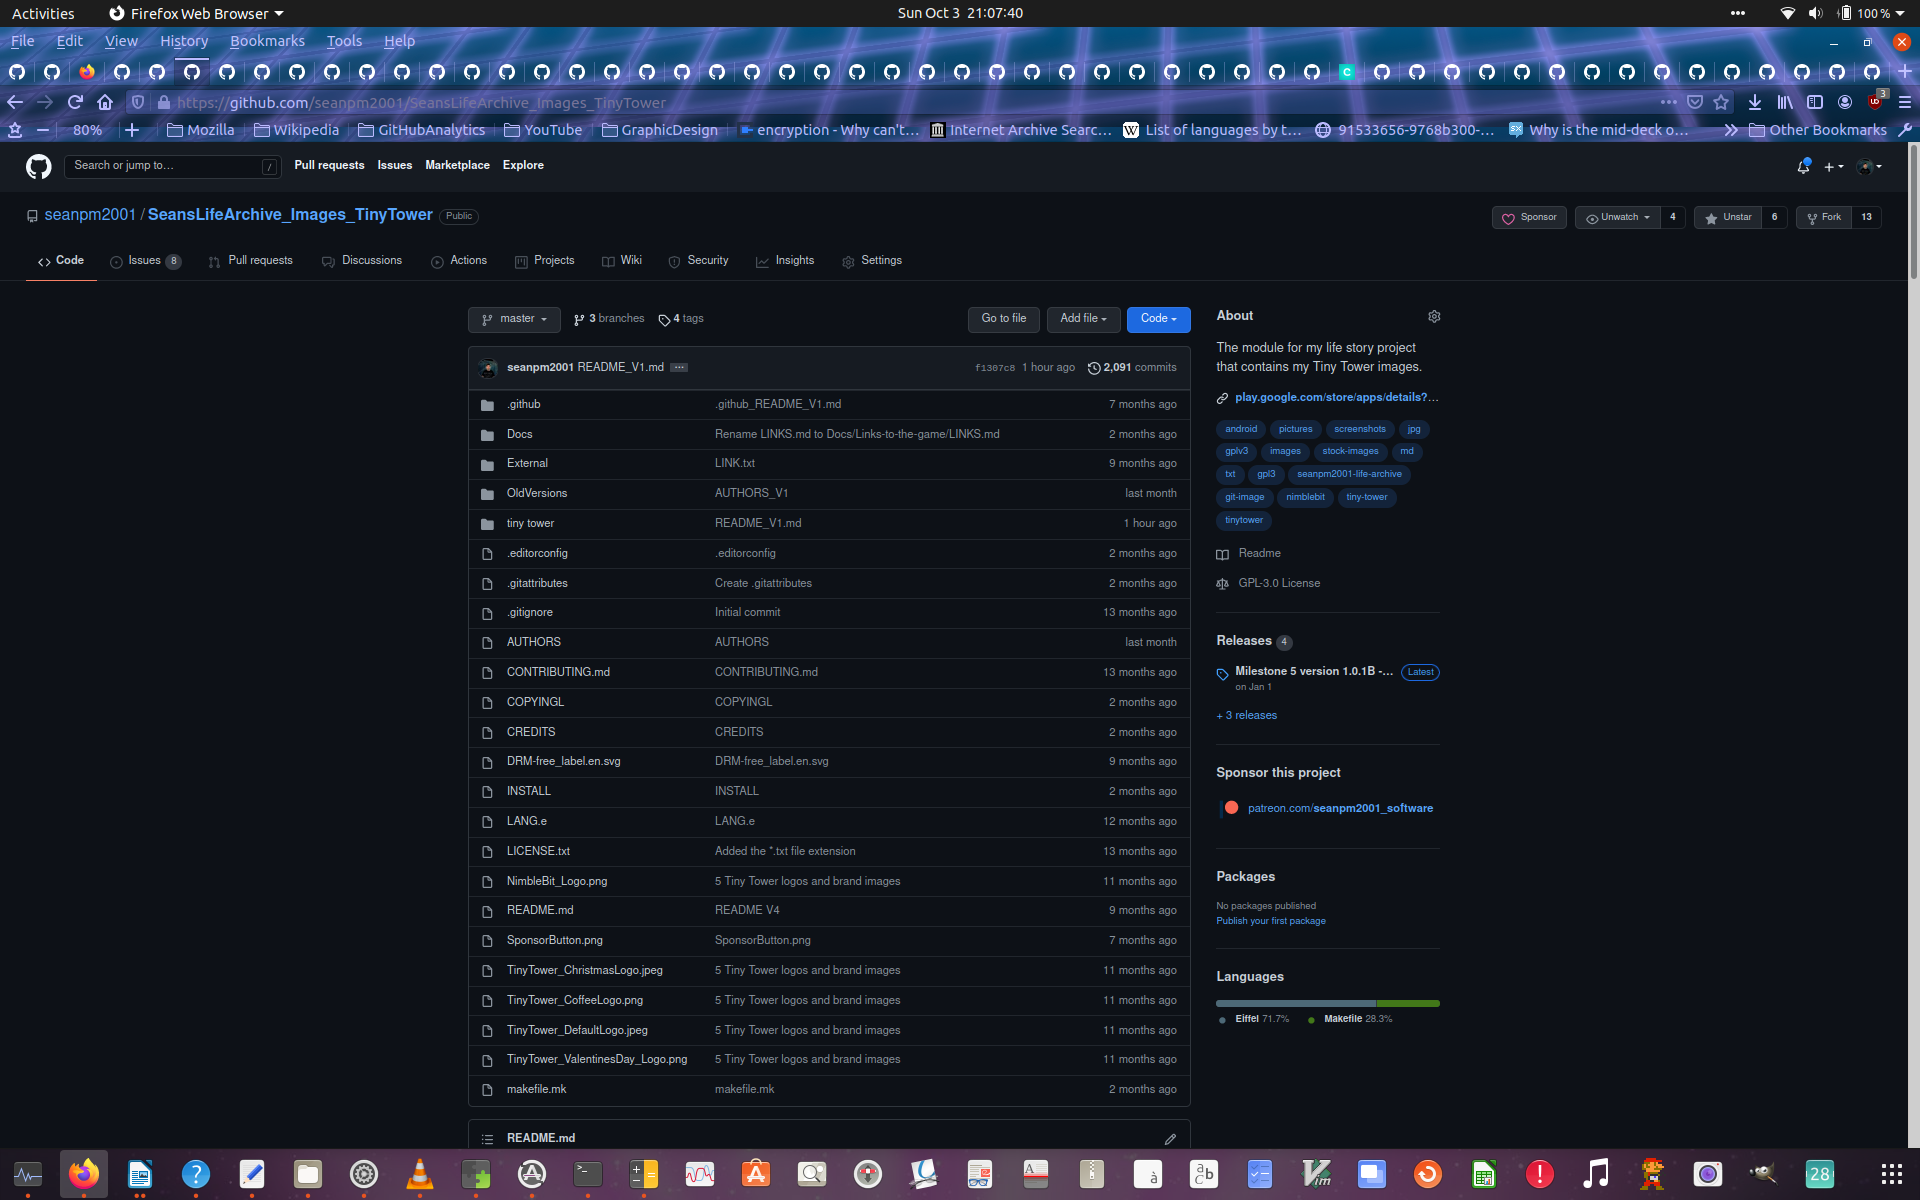 Activities
Firefox Web Browser
Sun Oct 3 21:07:40
100 %
File Edit View History Bookmarks Tools Help
https://github.com/seanpm2001/SeansLifeArchive_Images_TinyTower
3
80%
Mozilla
Wikipedia
GitHubAnalytics
YouTube
GraphicDesign
encryption - Why can't…
Internet Archive Searc…
List of languages by t…
91533656-9768b300-…
Why is the mid-deck o…
Other Bookmarks
Search or jump to…
/
Pull requests Issues Marketplace Explore
seanpm2001 / SeansLifeArchive_Images_TinyTower Public
Sponsor
Unwatch 4
Unstar 6
Fork 13
Code
Issues 8
Pull requests
Discussions
Actions
Projects
Wiki
Security
Insights
Settings
master
3 branches
4 tags
Go to file
Add file
Code
seanpm2001 README_V1.md ···
f1307c8 1 hour ago 2,091 commits
.github .github_README_V1.md 7 months ago
Docs Rename LINKS.md to Docs/Links-to-the-game/LINKS.md 2 months ago
External LINK.txt 9 months ago
OldVersions AUTHORS_V1 last month
tiny tower README_V1.md 1 hour ago
.editorconfig .editorconfig 2 months ago
.gitattributes Create .gitattributes 2 months ago
.gitignore Initial commit 13 months ago
AUTHORS AUTHORS last month
CONTRIBUTING.md CONTRIBUTING.md 13 months ago
COPYINGL COPYINGL 2 months ago
CREDITS CREDITS 2 months ago
DRM-free_label.en.svg DRM-free_label.en.svg 9 months ago
INSTALL INSTALL 2 months ago
LANG.e LANG.e 12 months ago
LICENSE.txt Added the *.txt file extension 13 months ago
NimbleBit_Logo.png 5 Tiny Tower logos and brand images 11 months ago
README.md README V4 9 months ago
SponsorButton.png SponsorButton.png 7 months ago
TinyTower_ChristmasLogo.jpeg 5 Tiny Tower logos and brand images 11 months ago
TinyTower_CoffeeLogo.png 5 Tiny Tower logos and brand images 11 months ago
TinyTower_DefaultLogo.jpeg 5 Tiny Tower logos and brand images 11 months ago
TinyTower_ValentinesDay_Logo.png 5 Tiny Tower logos and brand images 11 months ago
makefile.mk makefile.mk 2 months ago
README.md
About
The module for my life story project
that contains my Tiny Tower images.
play.google.com/store/apps/details?…
android pictures screenshots jpg
gplv3 images stock-images md
txt gpl3 seanpm2001-life-archive
git-image nimblebit tiny-tower
tinytower
Readme
GPL-3.0 License
Releases 4
Milestone 5 version 1.0.1B -… Latest
on Jan 1
+ 3 releases
Sponsor this project
patreon.com/seanpm2001_software
Packages
No packages published
Publish your first package
Languages
Eiffel 71.7% Makefile 28.3%
28